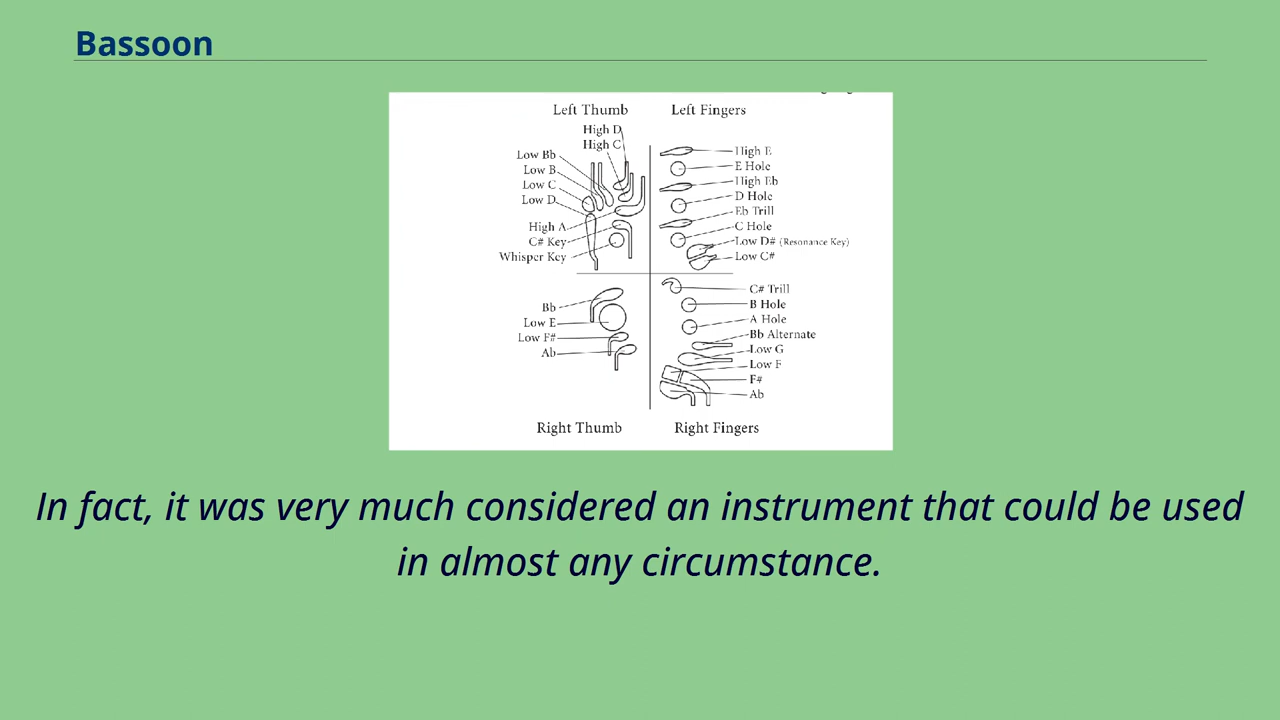 Bassoon
Left Thumb
High D
High C
Low Bb
Low B
Low C
Low D
High A
C# Key
Whisper Key
Left Fingers
High E
E Hole
High Eb
D Hole
Eb Trill
C Hole
Low D# (Resonance Key)
Low C#
Bb
Low E
Low F#
Ab
Right Thumb
C# Trill
B Hole
A Hole
Bb Alternate
Low G
Low F
F#
Ab
Right Fingers
In fact, it was very much considered an instrument that could be used
in almost any circumstance.